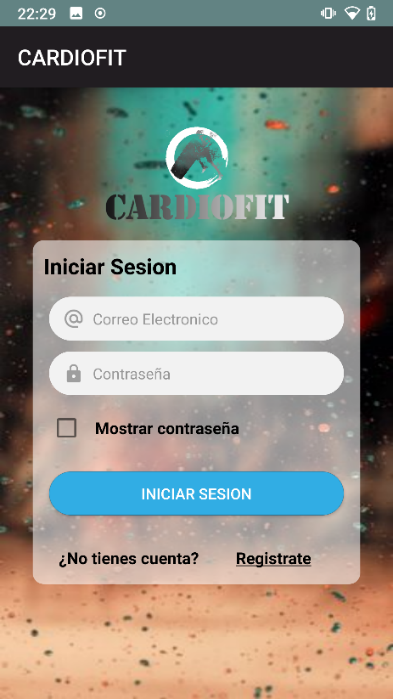 22:29
CARDIOFIT
CARDIOFIT
Iniciar Sesion
Correo Electronico
Contraseña
Mostrar contraseña
INICIAR SESION
¿No tienes cuenta? Registrate